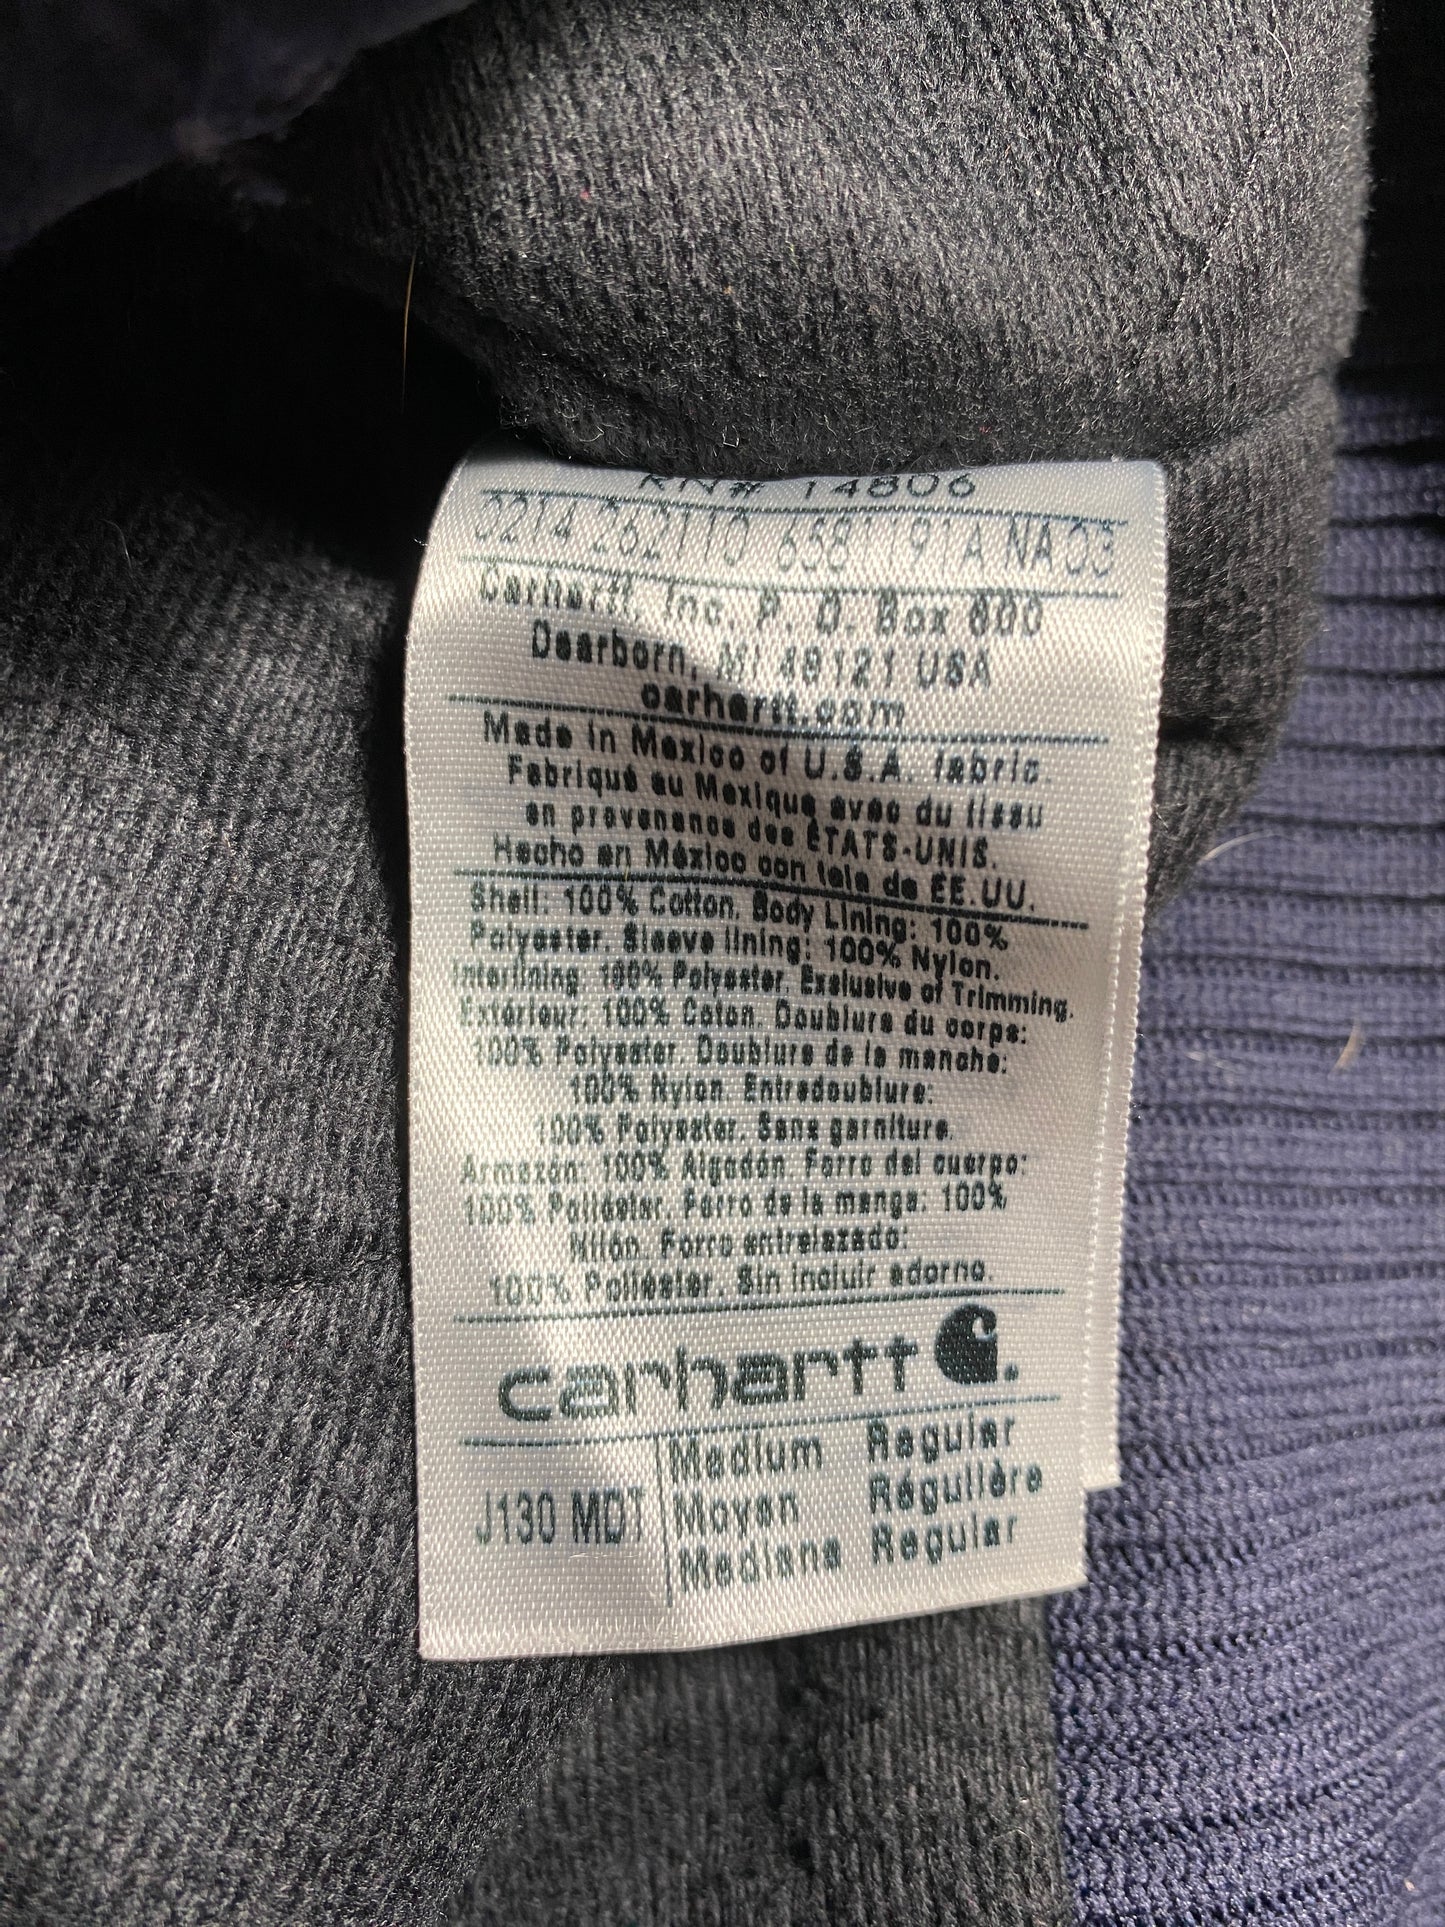 RN# 14806
0214 262110 658 1191A NA03
Carhartt, Inc. P. O. Box 600
Dearborn, MI 48121 USA
carhartt.com
Made in Mexico of U.S.A. fabric.
Fabriqué au Mexique avec du tissu
en provenance des ÉTATS-UNIS.
Hecho en México con tela de EE.UU.
Shell: 100% Cotton. Body Lining: 100%
Polyester. Sleeve lining: 100% Nylon.
Interlining 100% Polyester. Exclusive of Trimming.
Extérieur: 100% Coton. Doublure du corps:
100% Polyester. Doublure de la manche:
100% Nylon. Entredoublure:
100% Polyester. Sans garniture.
Armazón: 100% Algodón. Forro del cuerpo:
100% Poliéster. Forro de la manga: 100%
Nilón. Forro entrelazado:
100% Poliéster. Sin incluir adorno.
carhartt
J130 MDT
Medium Regular
Moyen Régulière
Mediana Regular